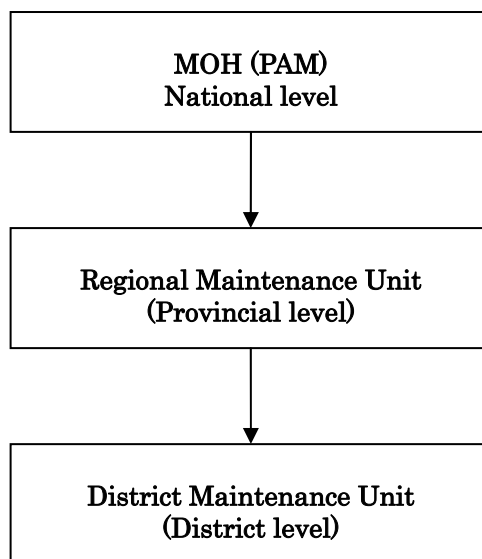 MOH (PAM)
National level
Regional Maintenance Unit
(Provincial level)
District Maintenance Unit
(District level)